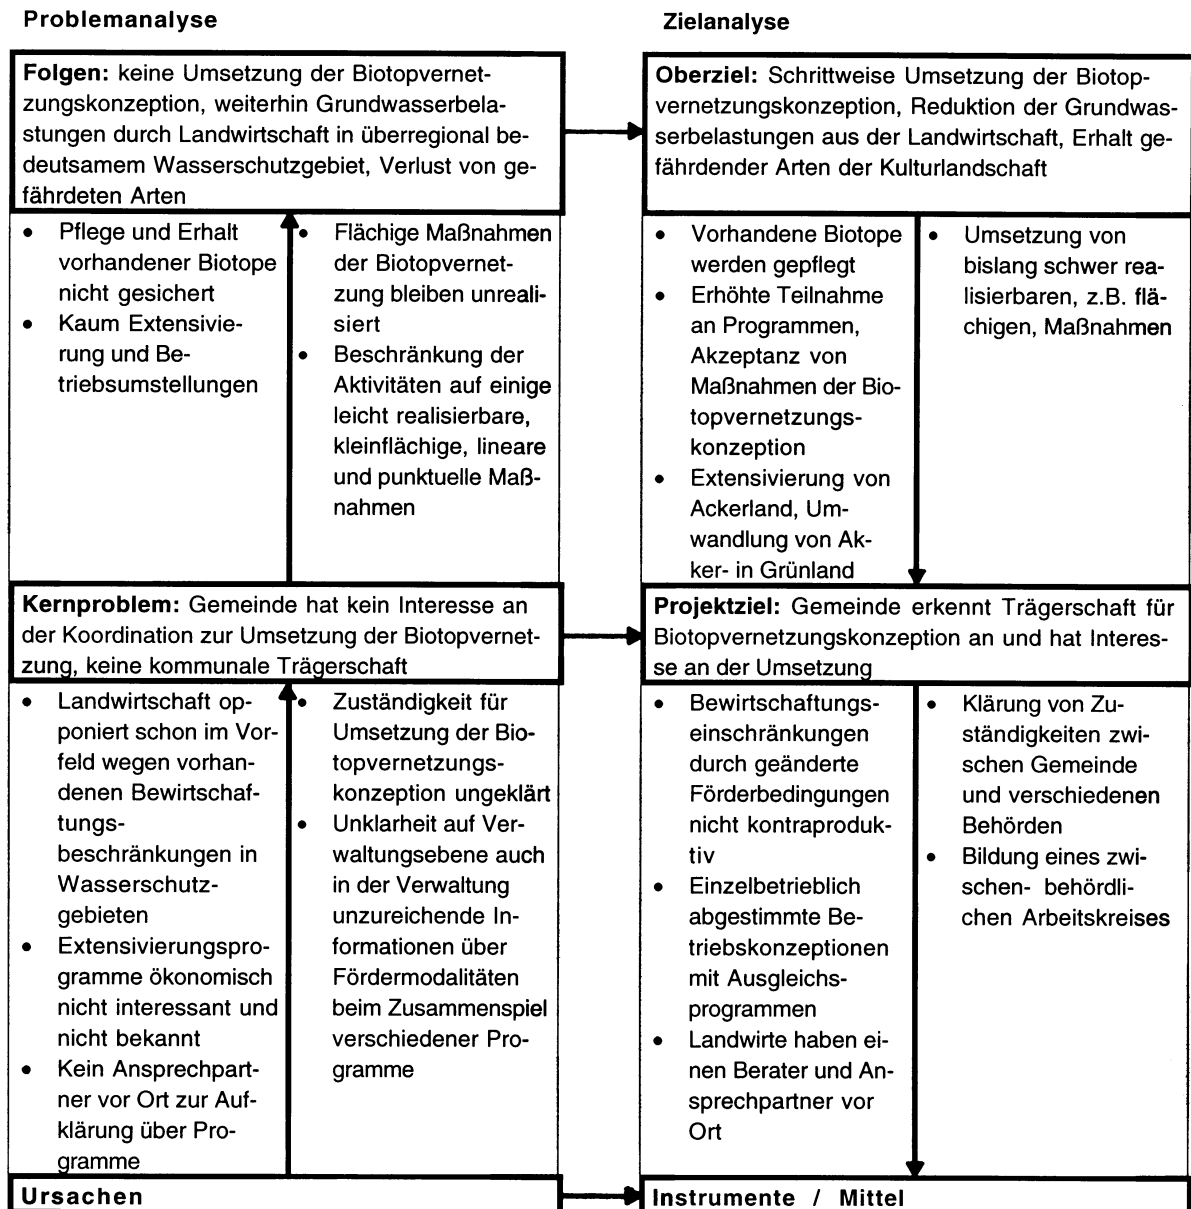 Problemanalyse
Folgen: keine Umsetzung der Biotopvernet-
zungskonzeption, weiterhin Grundwasserbela-
stungen durch Landwirtschaft in überregional be-
deutsamem Wasserschutzgebiet, Verlust von ge-
fährdeten Arten
• Pflege und Erhalt
vorhandener Biotope
nicht gesichert
• Kaum Extensivie-
rung und Be-
triebsumstellungen
• Flächige Maßnahmen
der Biotopvernet-
zung bleiben unreali-
siert
• Beschränkung der
Aktivitäten auf einige
leicht realisierbare,
kleinflächige, lineare
und punktuelle Maß-
nahmen
Kernproblem: Gemeinde hat kein Interesse an
der Koordination zur Umsetzung der Biotopvernet-
zung, keine kommunale Trägerschaft
• Landwirtschaft op-
poniert schon im Vor-
feld wegen vorhan-
denen Bewirtschaf-
tungs-
beschränkungen in
Wasserschutz-
gebieten
• Extensivierungspro-
gramme ökonomisch
nicht interessant und
nicht bekannt
• Kein Ansprechpart-
ner vor Ort zur Auf-
klärung über Pro-
gramme
• Zuständigkeit für
Umsetzung der Bio-
topvernetzungs-
konzeption ungeklärt
• Unklarheit auf Ver-
waltungsebene auch
in der Verwaltung
unzureichende In-
formationen über
Fördermodalitäten
beim Zusammenspiel
verschiedener Pro-
gramme
Ursachen
Zielanalyse
Oberziel: Schrittweise Umsetzung der Biotop-
vernetzungskonzeption, Reduktion der Grundwas-
serbelastungen aus der Landwirtschaft, Erhalt ge-
fährdender Arten der Kulturlandschaft
• Vorhandene Biotope
werden gepflegt
• Erhöhte Teilnahme
an Programmen,
Akzeptanz von
Maßnahmen der Bio-
topvernetzungs-
konzeption
• Extensivierung von
Ackerland, Um-
wandlung von Ak-
ker- in Grünland
• Umsetzung von
bislang schwer rea-
lisierbaren, z.B. flä-
chigen, Maßnahmen
Projektziel: Gemeinde erkennt Trägerschaft für
Biotopvernetzungskonzeption an und hat Interes-
se an der Umsetzung
• Bewirtschaftungs-
einschränkungen
durch geänderte
Förderbedingungen
nicht kontraproduk-
tiv
• Einzelbetrieblich
abgestimmte Be-
triebskonzeptionen
mit Ausgleichs-
programmen
• Landwirte haben ei-
nen Berater und An-
sprechpartner vor
Ort
• Klärung von Zu-
ständigkeiten zwi-
schen Gemeinde
und verschiedenen
Behörden
• Bildung eines zwi-
schen- behördli-
chen Arbeitskreises
Instrumente / Mittel